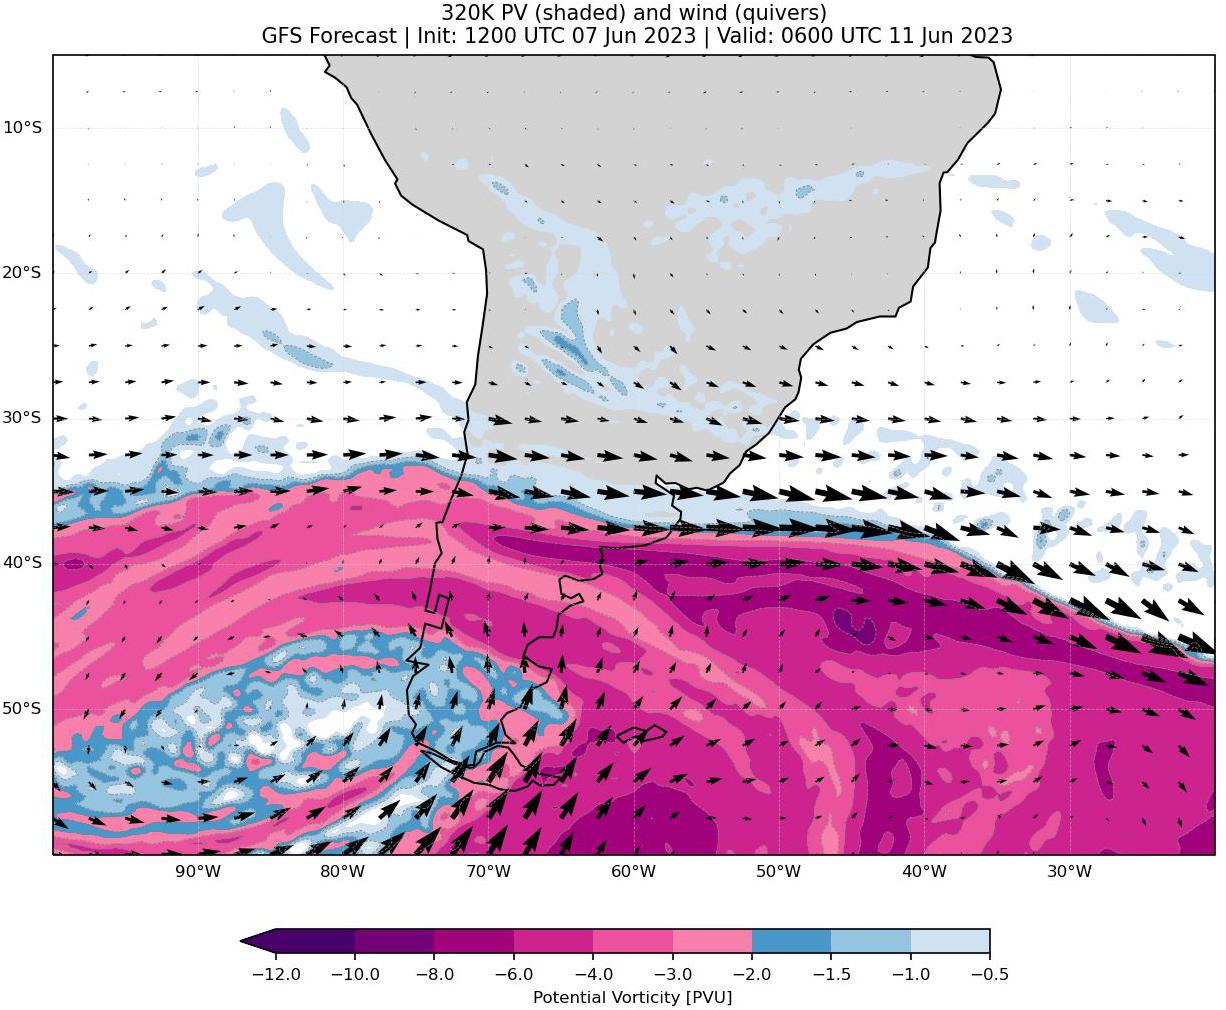 320K PV (shaded) and wind (quivers)
GFS Forecast | Init: 1200 UTC 07 Jun 2023 | Valid: 0600 UTC 11 Jun 2023
10°S
20°S
30°S
40°S
50°S
90°W 80°W 70°W 60°W 50°W 40°W 30°W
−12.0 −10.0 −8.0 −6.0 −4.0 −3.0 −2.0 −1.5 −1.0 −0.5
Potential Vorticity [PVU]